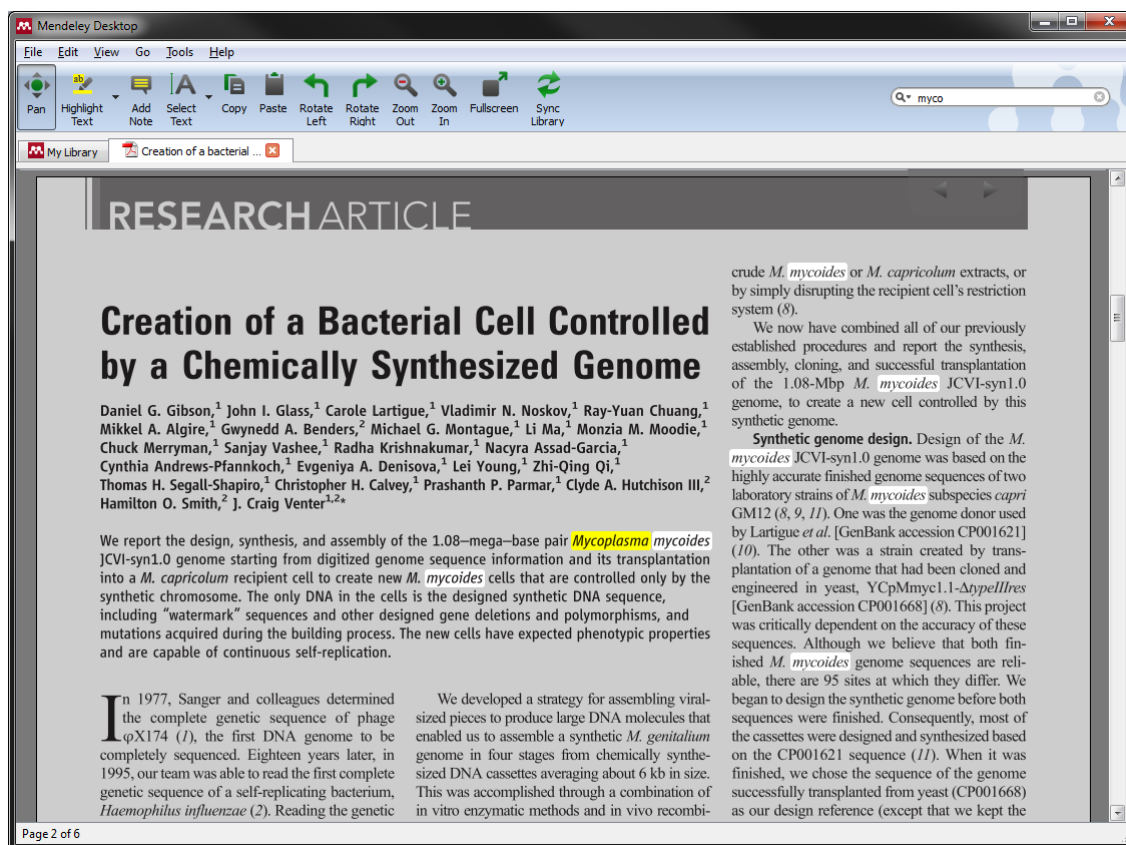 Mendeley Desktop
File Edit View Go Tools Help
Pan
Highlight Text
Add Note
Select Text
Copy
Paste
Rotate Left
Rotate Right
Zoom Out
Zoom In
Fullscreen
Sync Library
myco
My Library
Creation of a bacterial ...
RESEARCH ARTICLE
Creation of a Bacterial Cell Controlled
by a Chemically Synthesized Genome
Daniel G. Gibson,1 John I. Glass,1 Carole Lartigue,1 Vladimir N. Noskov,1 Ray-Yuan Chuang,1
Mikkel A. Algire,1 Gwynedd A. Benders,2 Michael G. Montague,1 Li Ma,1 Monzia M. Moodie,1
Chuck Merryman,1 Sanjay Vashee,1 Radha Krishnakumar,1 Nacyra Assad-Garcia,1
Cynthia Andrews-Pfannkoch,1 Evgeniya A. Denisova,1 Lei Young,1 Zhi-Qing Qi,1
Thomas H. Segall-Shapiro,1 Christopher H. Calvey,1 Prashanth P. Parmar,1 Clyde A. Hutchison III,2
Hamilton O. Smith,2 J. Craig Venter1,2*
We report the design, synthesis, and assembly of the 1.08–mega–base pair Mycoplasma mycoides
JCVI-syn1.0 genome starting from digitized genome sequence information and its transplantation
into a M. capricolum recipient cell to create new M. mycoides cells that are controlled only by the
synthetic chromosome. The only DNA in the cells is the designed synthetic DNA sequence,
including "watermark" sequences and other designed gene deletions and polymorphisms, and
mutations acquired during the building process. The new cells have expected phenotypic properties
and are capable of continuous self-replication.
In 1977, Sanger and colleagues determined
the complete genetic sequence of phage
φX174 (1), the first DNA genome to be
completely sequenced. Eighteen years later, in
1995, our team was able to read the first complete
genetic sequence of a self-replicating bacterium,
Haemophilus influenzae (2). Reading the genetic
We developed a strategy for assembling viral-
sized pieces to produce large DNA molecules that
enabled us to assemble a synthetic M. genitalium
genome in four stages from chemically synthe-
sized DNA cassettes averaging about 6 kb in size.
This was accomplished through a combination of
in vitro enzymatic methods and in vivo recombi-
crude M. mycoides or M. capricolum extracts, or
by simply disrupting the recipient cell's restriction
system (8).
We now have combined all of our previously
established procedures and report the synthesis,
assembly, cloning, and successful transplantation
of the 1.08-Mbp M. mycoides JCVI-syn1.0
genome, to create a new cell controlled by this
synthetic genome.
Synthetic genome design. Design of the M.
mycoides JCVI-syn1.0 genome was based on the
highly accurate finished genome sequences of two
laboratory strains of M. mycoides subspecies capri
GM12 (8, 9, 11). One was the genome donor used
by Lartigue et al. [GenBank accession CP001621]
(10). The other was a strain created by trans-
plantation of a genome that had been cloned and
engineered in yeast, YCpMmyc1.1-ΔtypeIIIres
[GenBank accession CP001668] (8). This project
was critically dependent on the accuracy of these
sequences. Although we believe that both fin-
ished M. mycoides genome sequences are reli-
able, there are 95 sites at which they differ. We
began to design the synthetic genome before both
sequences were finished. Consequently, most of
the cassettes were designed and synthesized based
on the CP001621 sequence (11). When it was
finished, we chose the sequence of the genome
successfully transplanted from yeast (CP001668)
as our design reference (except that we kept the
Page 2 of 6